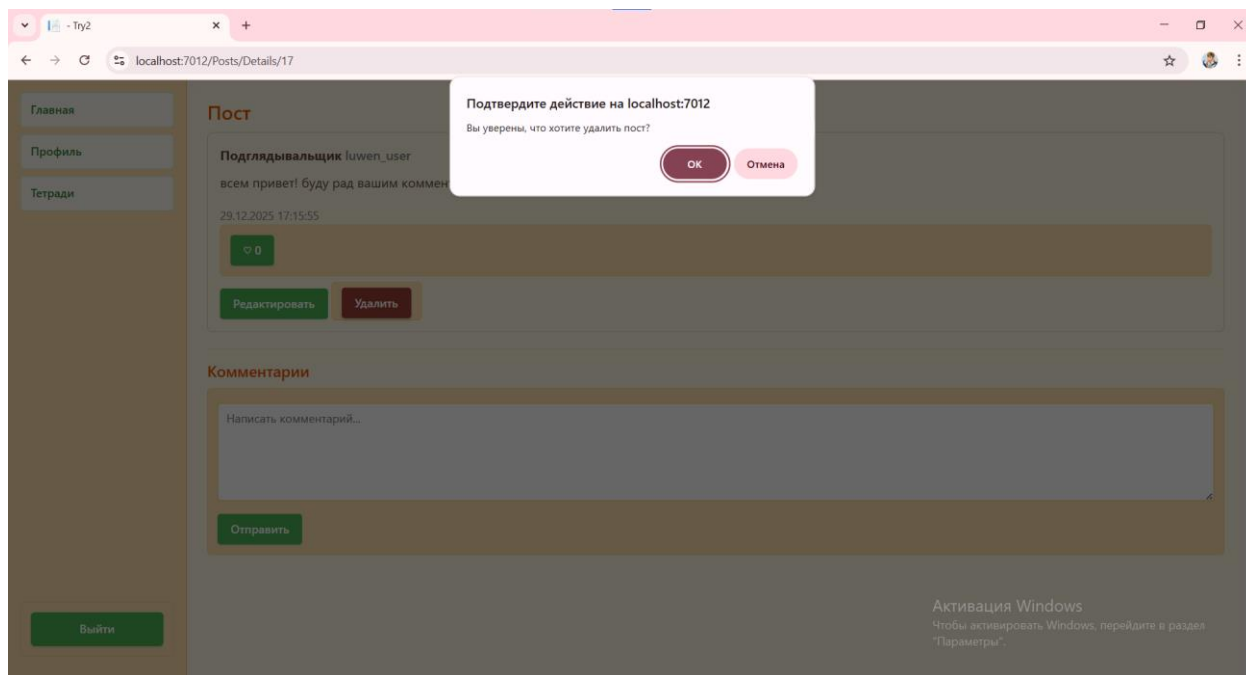 - Try2
localhost:7012/Posts/Details/17
Подтвердите действие на localhost:7012
Вы уверены, что хотите удалить пост?
ОК
Отмена
Главная
Профиль
Тетради
Выйти
Пост
Подглядывальщик luwen_user
всем привет! буду рад вашим
29.12.2025 17:15:55
♡ 0
Редактировать
Удалить
Комментарии
Написать комментарий...
Отправить
Активация Windows
Чтобы активировать Windows, перейдите в раздел
"Параметры".